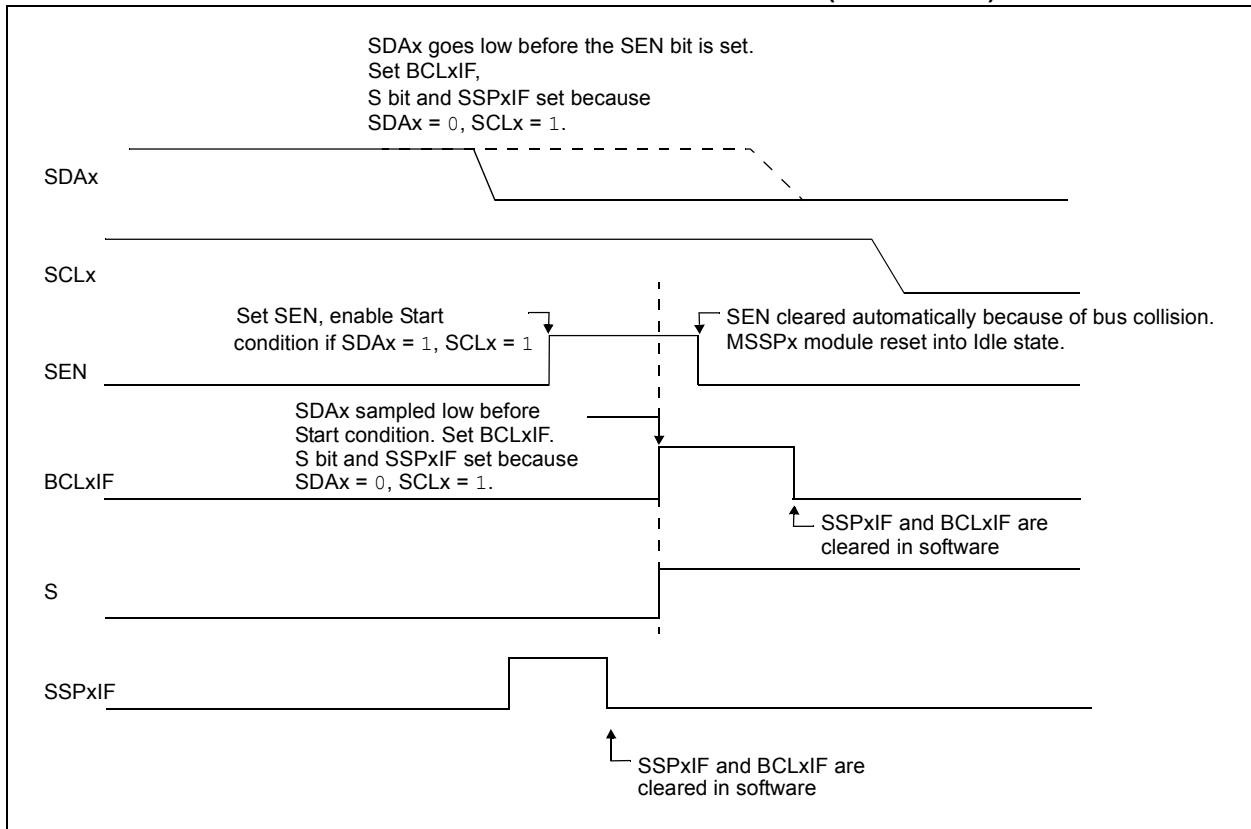 SDAx goes low before the SEN bit is set.
Set BCLxIF,
S bit and SSPxIF set because
SDAx = 0, SCLx = 1.
SDAx
SCLx
Set SEN, enable Start
condition if SDAx = 1, SCLx = 1
SEN cleared automatically because of bus collision.
MSSPx module reset into Idle state.
SEN
SDAx sampled low before
Start condition. Set BCLxIF.
S bit and SSPxIF set because
SDAx = 0, SCLx = 1.
BCLxIF
SSPxIF and BCLxIF are
cleared in software
S
SSPxIF
SSPxIF and BCLxIF are
cleared in software